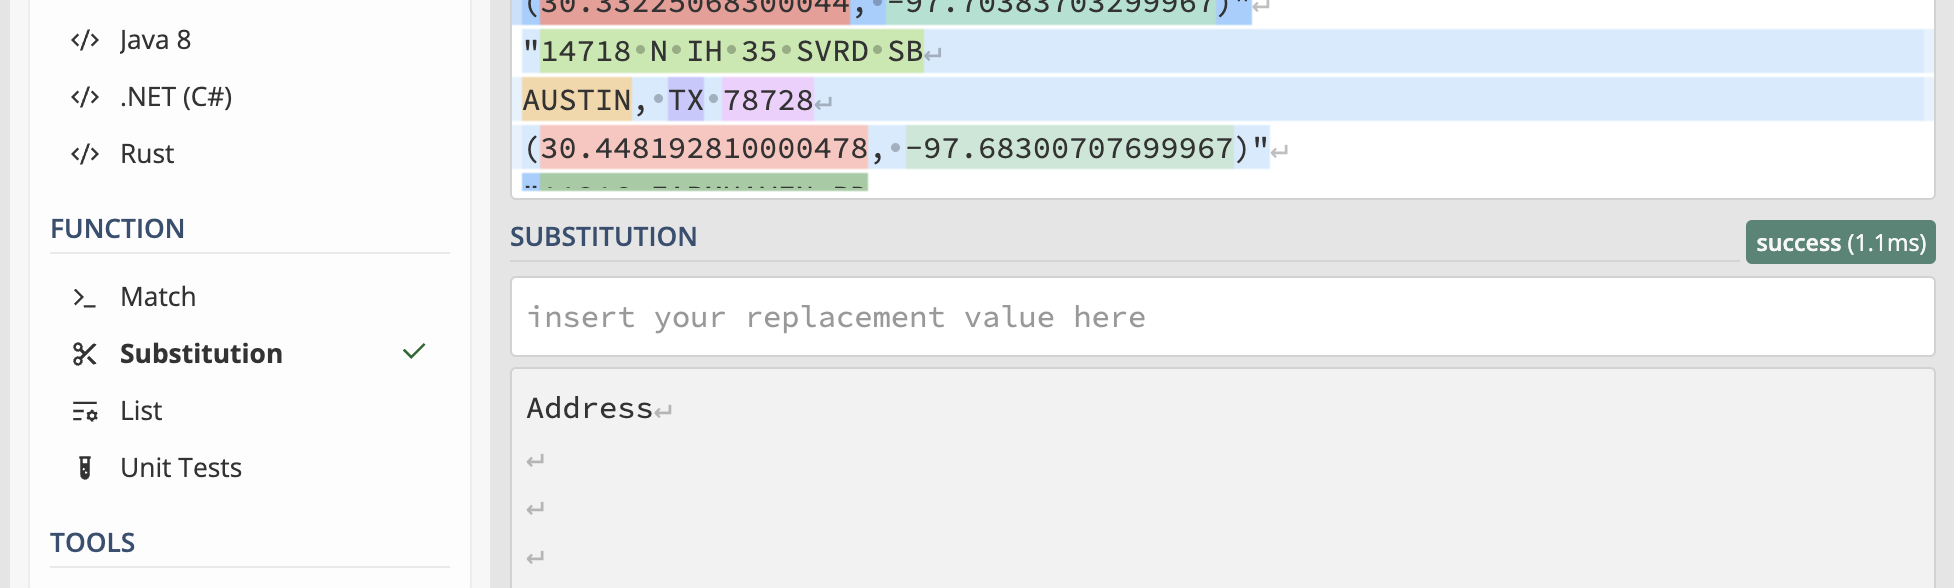 Java 8
.NET (C#)
Rust
FUNCTION
Match
Substitution
List
Unit Tests
TOOLS
(30.33225068300044, -97.70383703299967)"
"14718 N IH 35 SVRD SB
AUSTIN, TX 78728
(30.448192810000478, -97.68300707699967)"
SUBSTITUTION
success (1.1ms)
insert your replacement value here
Address